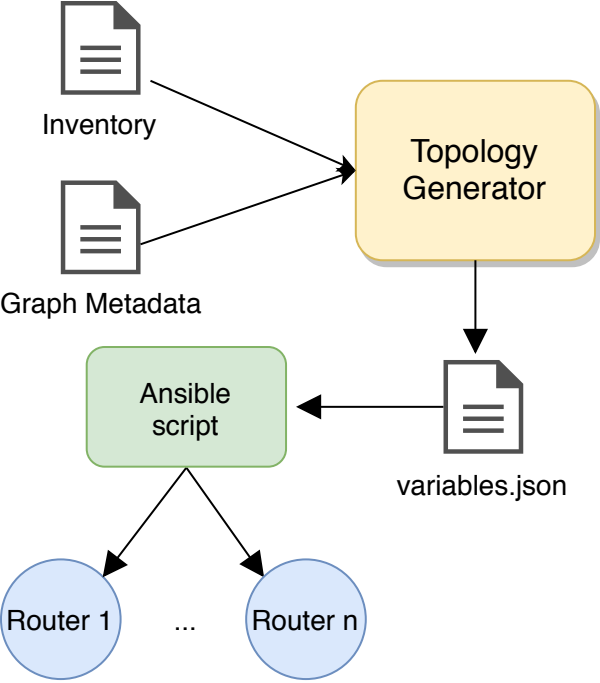 Inventory
Topology
Generator
Graph Metadata
Ansible
script
variables.json
Router 1
...
Router n